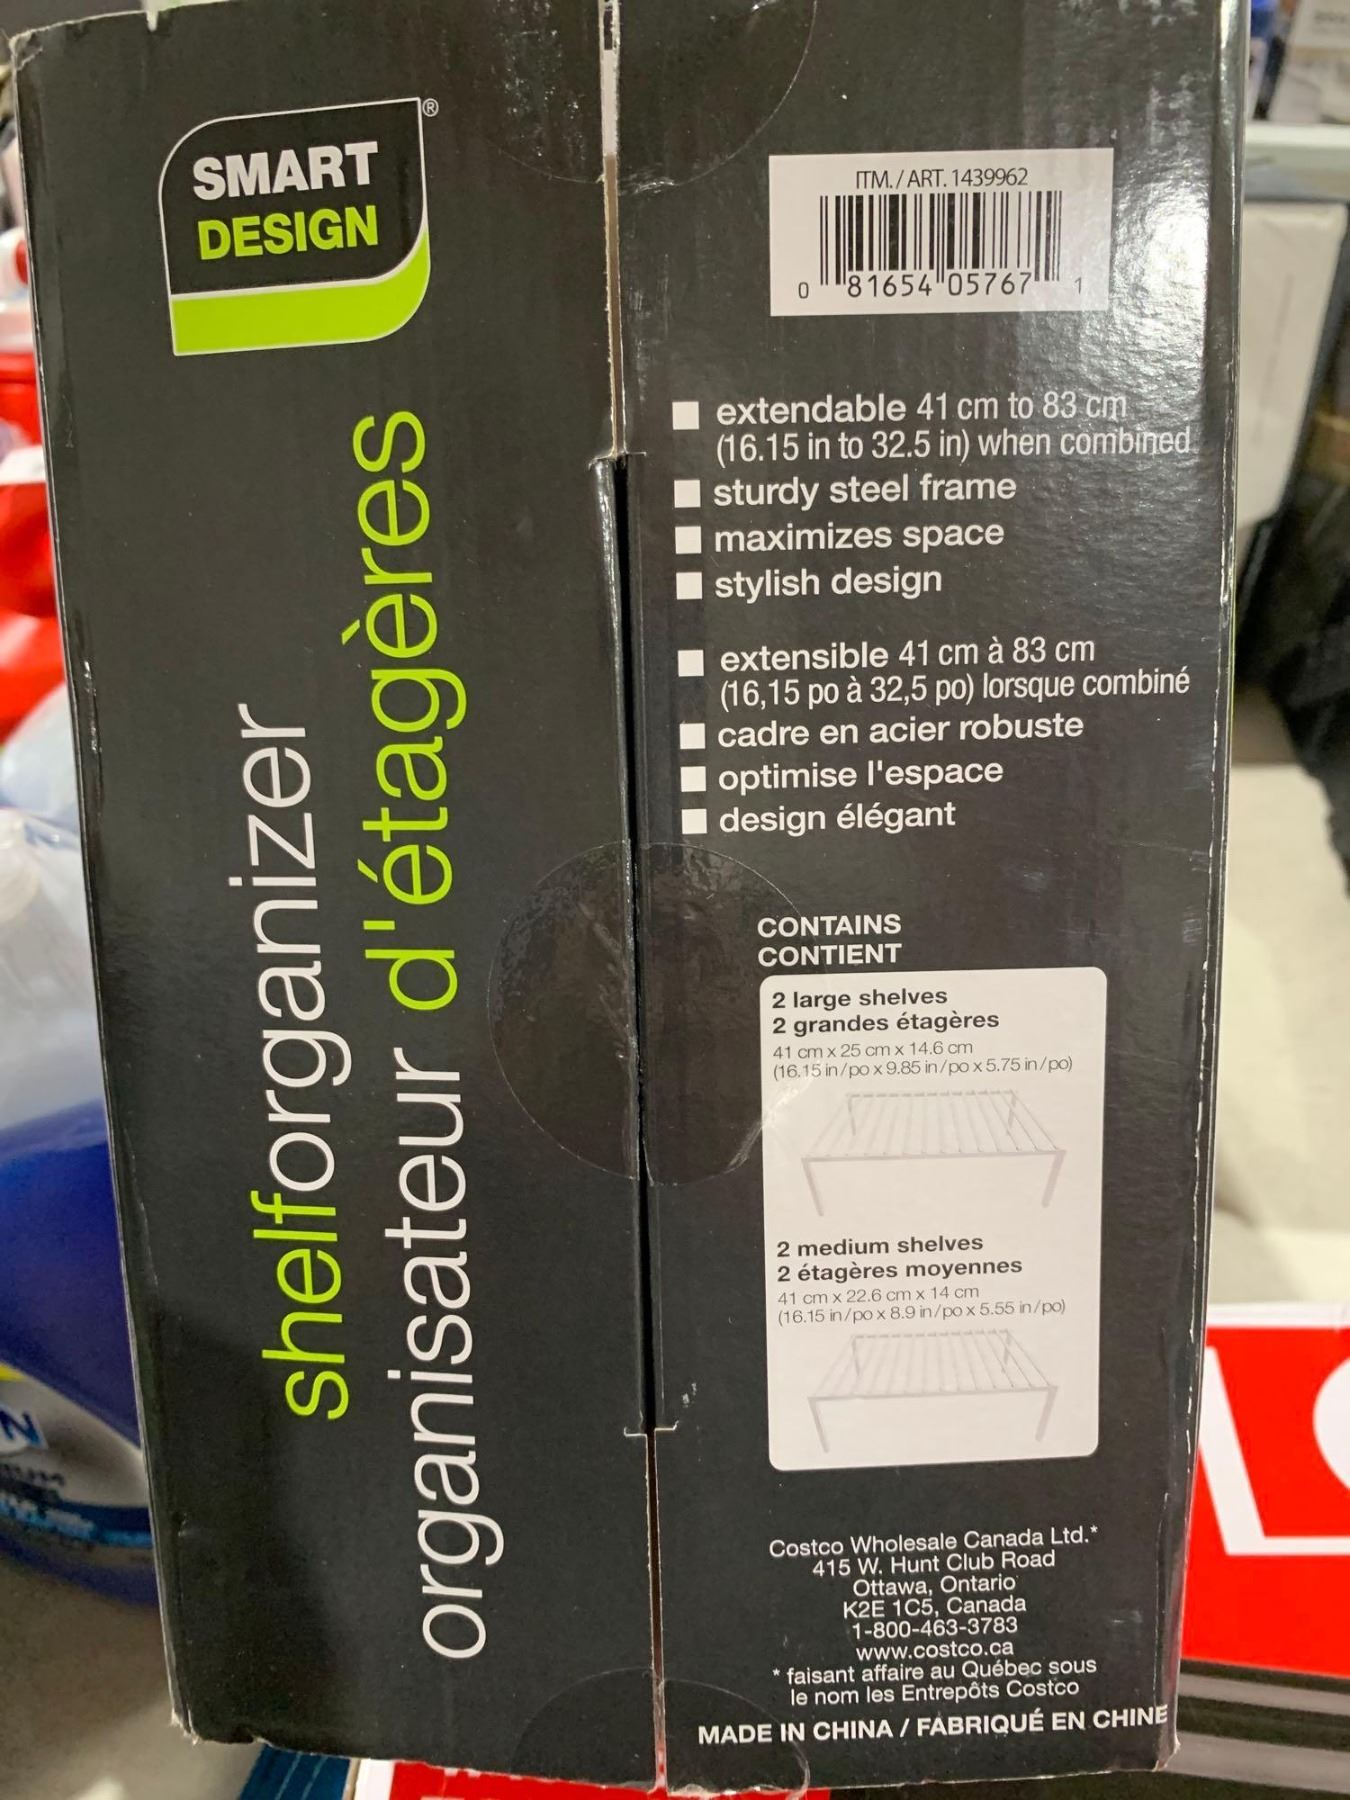 SMART
DESIGN
®
shelforganizer
organisateur d'étagères
ITM. / ART. 1439962
0 81654 05767 1
extendable 41 cm to 83 cm
(16.15 in to 32.5 in) when combined
sturdy steel frame
maximizes space
stylish design
extensible 41 cm à 83 cm
(16,15 po à 32,5 po) lorsque combiné
cadre en acier robuste
optimise l'espace
design élégant
CONTAINS
CONTIENT
2 large shelves
2 grandes étagères
41 cm x 25 cm x 14.6 cm
(16.15 in/po x 9.85 in/po x 5.75 in/po)
2 medium shelves
2 étagères moyennes
41 cm x 22.6 cm x 14 cm
(16.15 in/po x 8.9 in/po x 5.55 in/po)
Costco Wholesale Canada Ltd.*
415 W. Hunt Club Road
Ottawa, Ontario
K2E 1C5, Canada
1-800-463-3783
www.costco.ca
* faisant affaire au Québec sous
le nom les Entrepôts Costco
MADE IN CHINA / FABRIQUÉ EN CHINE